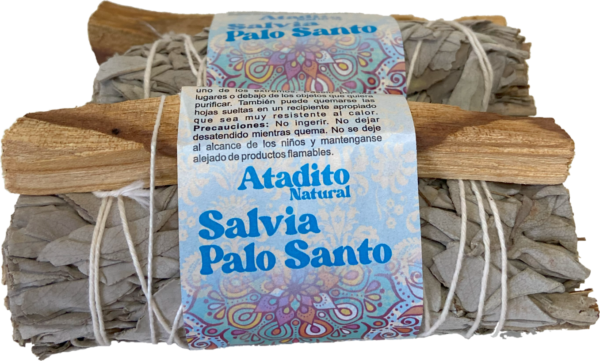 Atadito
Salvia
Palo Santo
uno de los extremos
lugares o debajo de los objetos que quiera
purificar. También puede quemarse las
hojas sueltas en un recipiente apropiado
que sea muy resistente al calor.
Precauciones: No ingerir. No dejar
desatendido mientras quema. No se deje
al alcance de los niños y mantenganse
alejado de productos flamables.
Atadito
Natural
Salvia
Palo Santo